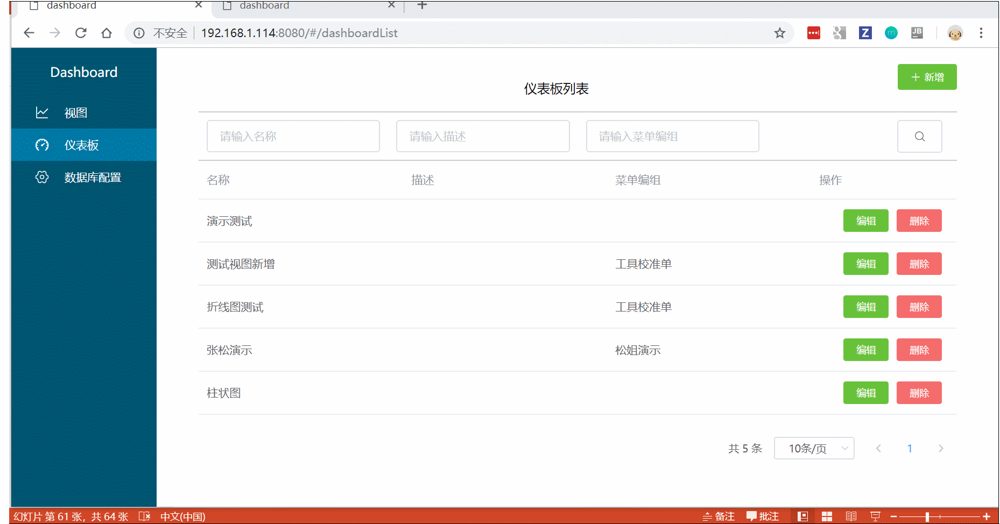 dashboard
dashboard
不安全 192.168.1.114:8080/#/dashboardList
Z
m
JB
Dashboard
视图
仪表板
数据库配置
新增
仪表板列表
请输入名称 请输入描述 请输入菜单编组
名称 描述 菜单编组 操作
演示测试 编辑 删除
测试视图新增 工具校准单 编辑 删除
折线图测试 工具校准单 编辑 删除
张松演示 松姐演示 编辑 删除
柱状图 编辑 删除
共 5 条 10条/页 1
幻灯片 第 61 张，共 64 张 中文(中国) 备注 批注